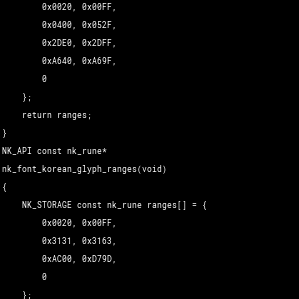 0x0020, 0x00FF,
0x0400, 0x052F,
0x2DE0, 0x2DFF,
0xA640, 0xA69F,
0
};
return ranges;
}
NK_API const nk_rune*
nk_font_korean_glyph_ranges(void)
{
NK_STORAGE const nk_rune ranges[] = {
0x0020, 0x00FF,
0x3131, 0x3163,
0xAC00, 0xD79D,
0
};